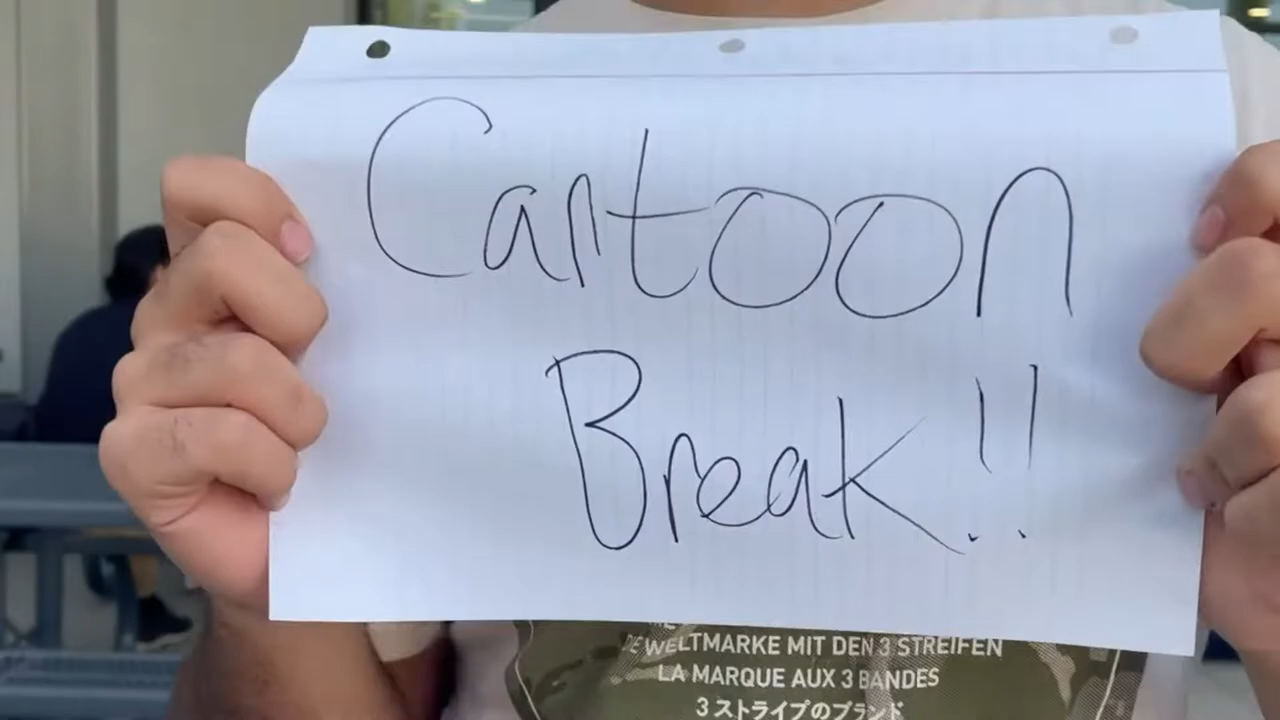 Cartoon
Break!!
WELTMARKE MIT DEN 3 STREIFEN
LA MARQUE AUX 3 BANDES
3 ストライプのブランド